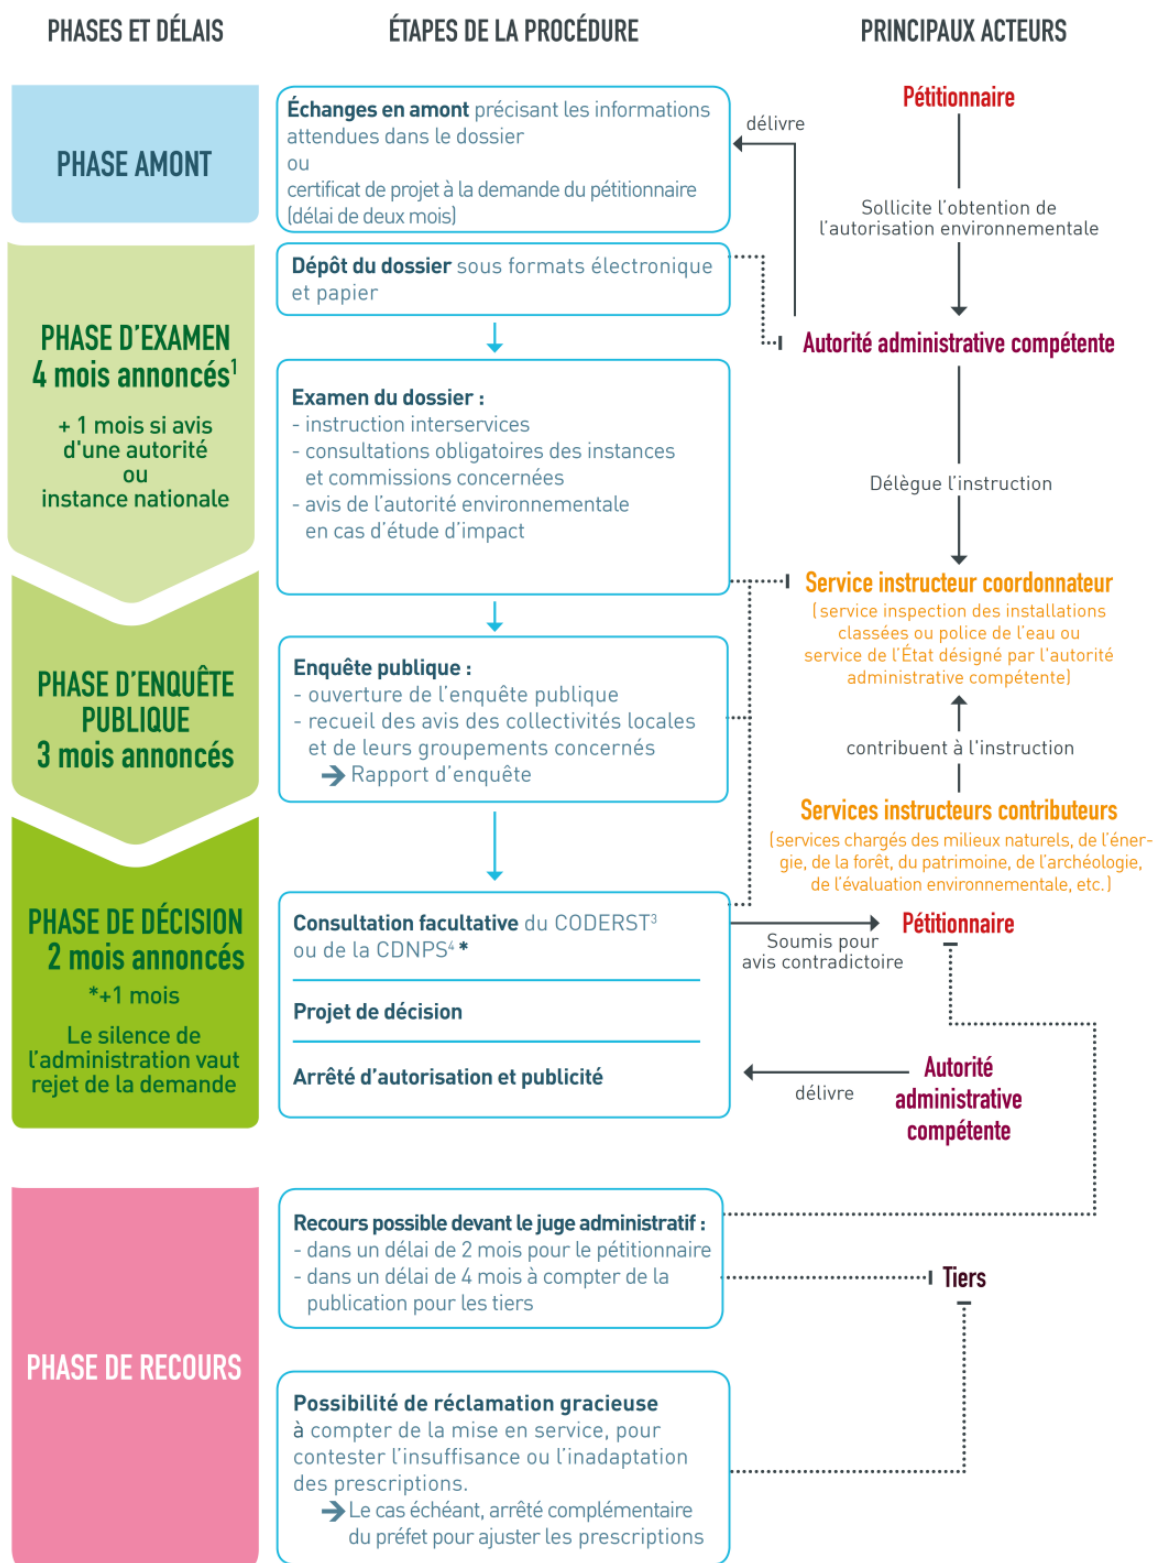 PHASES ET DÉLAIS
ÉTAPES DE LA PROCÉDURE
PRINCIPAUX ACTEURS
PHASE AMONT
Échanges en amont précisant les informations
attendues dans le dossier
ou
certificat de projet à la demande du pétitionnaire
(délai de deux mois)
délivre
Pétitionnaire
Sollicite l'obtention de
l'autorisation environnementale
PHASE D'EXAMEN
4 mois annoncés¹
+ 1 mois si avis
d'une autorité
ou
instance nationale
Dépôt du dossier sous formats électronique
et papier
Autorité administrative compétente
Examen du dossier :
- instruction interservices
- consultations obligatoires des instances
et commissions concernées
- avis de l'autorité environnementale
en cas d'étude d'impact
Délègue l'instruction
Service instructeur coordonnateur
(service inspection des installations
classées ou police de l'eau ou
service de l'État désigné par l'autorité
administrative compétente)
PHASE D'ENQUÊTE
PUBLIQUE
3 mois annoncés
Enquête publique :
- ouverture de l'enquête publique
- recueil des avis des collectivités locales
et de leurs groupements concernés
→ Rapport d'enquête
contribuent à l'instruction
Services instructeurs contributeurs
(services chargés des milieux naturels, de l'éner-
gie, de la forêt, du patrimoine, de l'archéologie,
de l'évaluation environnementale, etc.)
PHASE DE DÉCISION
2 mois annoncés
*+1 mois
Le silence de
l'administration vaut
rejet de la demande
Consultation facultative du CODERST³
ou de la CDNPS⁴ *
Projet de décision
Arrêté d'autorisation et publicité
Soumis pour
avis contradictoire
Pétitionnaire
délivre
Autorité
administrative
compétente
PHASE DE RECOURS
Recours possible devant le juge administratif :
- dans un délai de 2 mois pour le pétitionnaire
- dans un délai de 4 mois à compter de la
publication pour les tiers
Tiers
Possibilité de réclamation gracieuse
à compter de la mise en service, pour
contester l'insuffisance ou l'inadaptation
des prescriptions.
→ Le cas échéant, arrêté complémentaire
du préfet pour ajuster les prescriptions